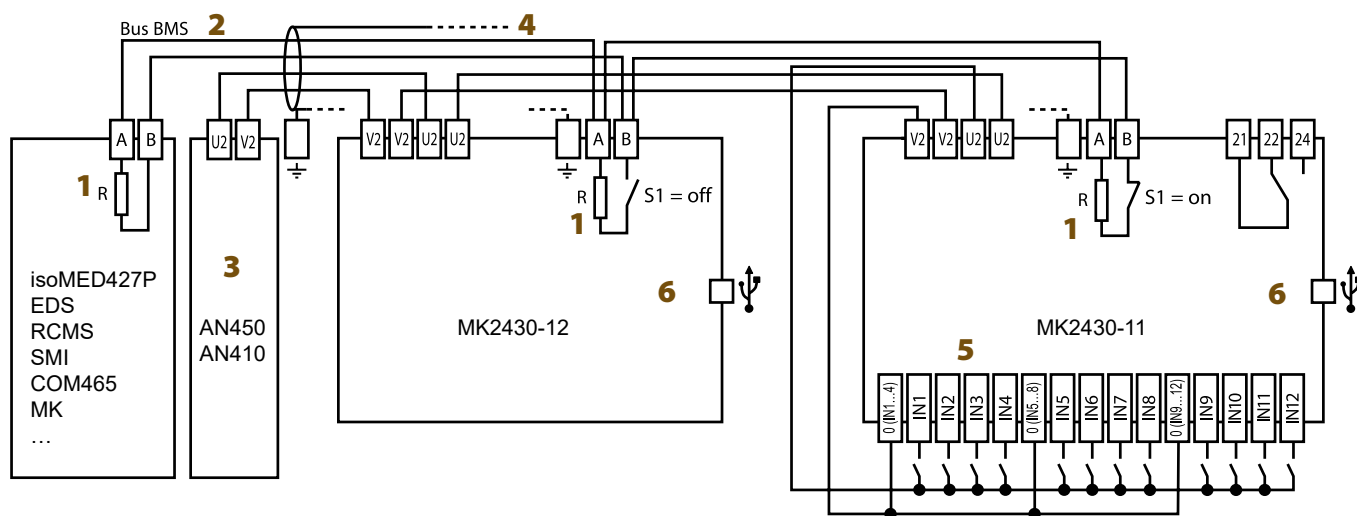 Bus BMS 2 4
A B U2 V2 V2 V2 U2 U2 A B V2 V2 U2 U2 A B 21 22 24
1 R
R S1 = off
1
R S1 = on
1
3
6
6
isoMED427P
EDS
RCMS
SMI
COM465
MK
...
AN450
AN410
MK2430-12
MK2430-11
5
0 (IN1...4) IN1 IN2 IN3 IN4 0 (IN5...8) IN5 IN6 IN7 IN8 0 (IN9...12) IN9 IN10 IN11 IN12